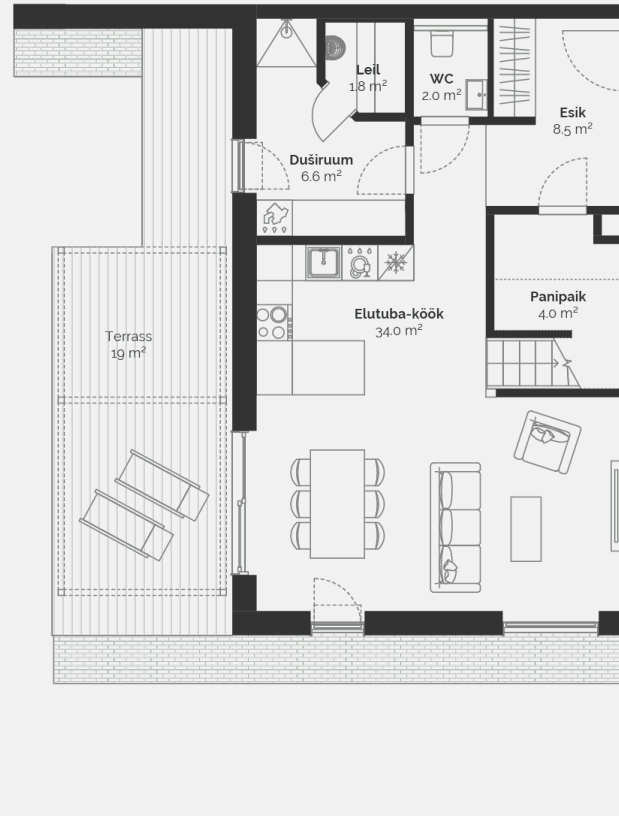 Leil
1.8 m²
WC
2.0 m²
Esik
8.5 m²
Duširuum
6.6 m²
Panipaik
4.0 m²
Elutuba-köök
34.0 m²
Terrass
19 m²